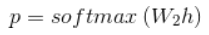 p = softmax (W₂h)